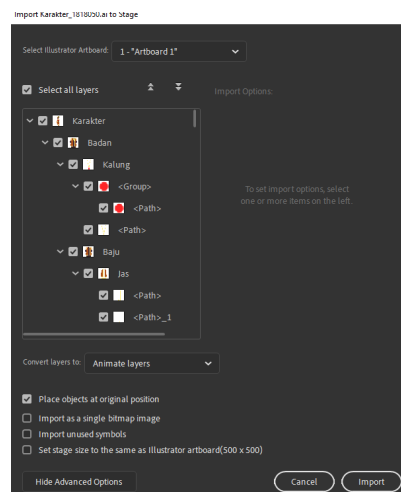 Import Karakter_1818050.ai to Stage
Select Illustrator Artboard:
1 - "Artboard 1"
Select all layers
Import Options:
Karakter
Badan
Kalung
<Group>
<Path>
<Path>
Baju
Jas
<Path>
<Path>_1
To set import options, select
one or more items on the left.
Convert layers to:
Animate layers
Place objects at original position
Import as a single bitmap image
Import unused symbols
Set stage size to the same as Illustrator artboard(500 x 500)
Hide Advanced Options
Cancel
Import